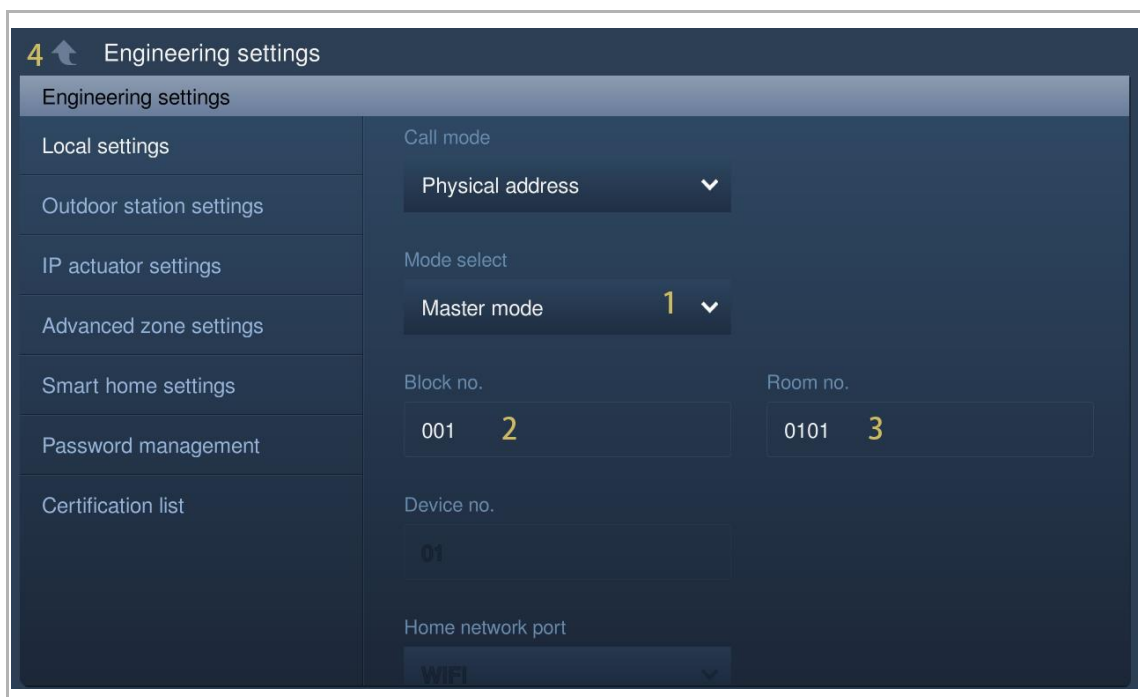 4 Engineering settings
Engineering settings
Local settings
Outdoor station settings
IP actuator settings
Advanced zone settings
Smart home settings
Password management
Certification list
Call mode
Physical address
Mode select
Master mode 1
Block no.
001 2
Room no.
0101 3
Device no.
01
Home network port
WIFI